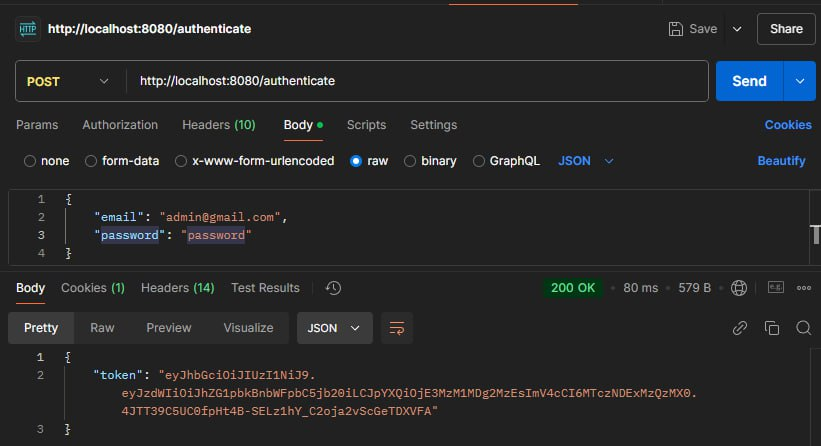 HTTP http://localhost:8080/authenticate Save Share
POST http://localhost:8080/authenticate Send
Params Authorization Headers (10) Body Scripts Settings Cookies
none form-data x-www-form-urlencoded raw binary GraphQL JSON Beautify
1 {
2 "email": "admin@gmail.com",
3 "password": "password"
4 }
Body Cookies (1) Headers (14) Test Results 200 OK • 80 ms • 579 B e.g.
Pretty Raw Preview Visualize JSON
1 {
2 "token": "eyJhbGciOiJIUzI1NiJ9.
eyJzdWIiOiJhZG1pbkBnbWFpbC5jb20iLCJpYXQiOjE3MzM1MDg2MzEsImV4cCI6MTczNDExMzQzMX0.
4JTT39C5UC0fpHt4B-SELz1hY_C2oja2vScGeTDXVFA"
3 }